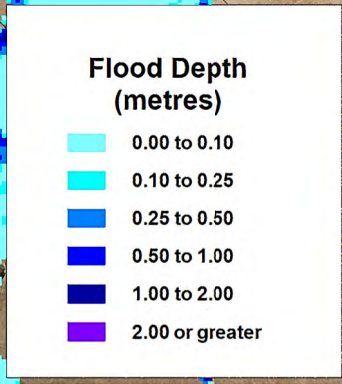 Flood Depth
(metres)
0.00 to 0.10
0.10 to 0.25
0.25 to 0.50
0.50 to 1.00
1.00 to 2.00
2.00 or greater